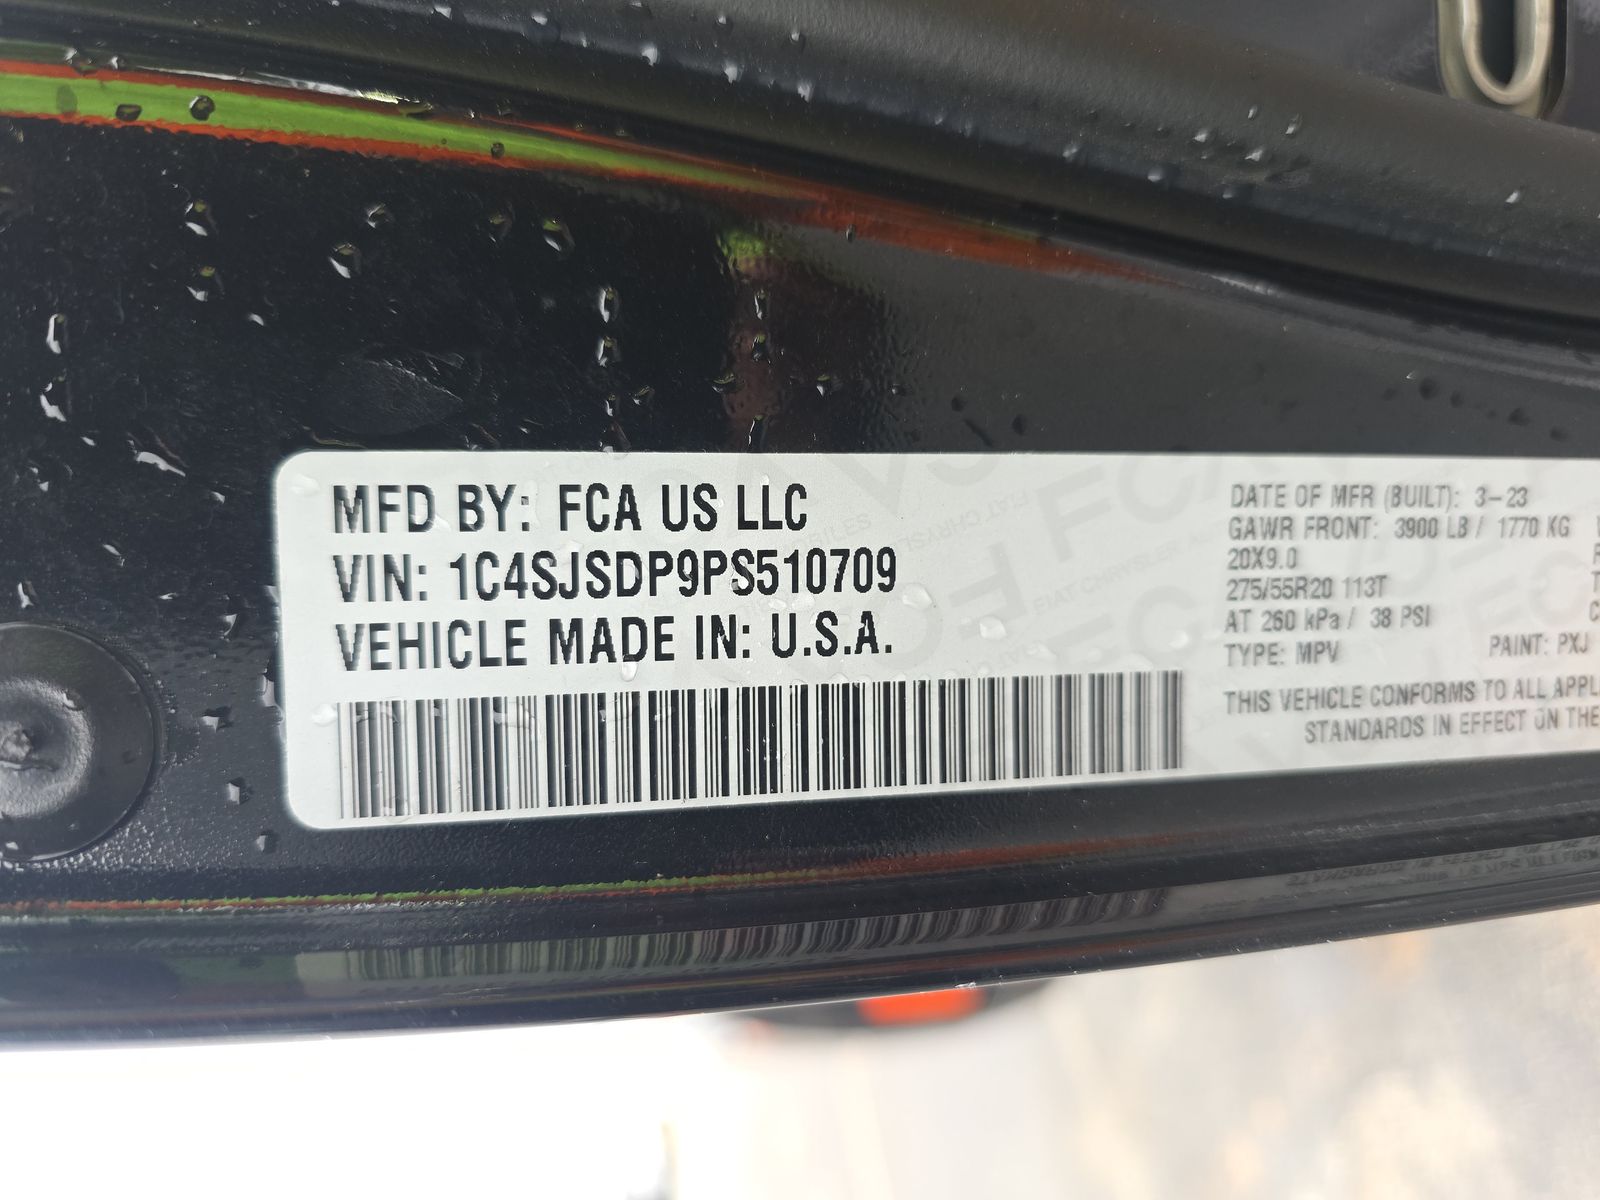 MFD BY: FCA US LLC
VIN: 1C4SJSDP9PS510709
VEHICLE MADE IN: U.S.A.
DATE OF MFR (BUILT): 3-23
GAWR FRONT: 3900 LB / 1770 KG
20X9.0
275/55R20 113T
AT 260 kPa / 38 PSI
TYPE: MPV PAINT: PXJ
THIS VEHICLE CONFORMS TO ALL APPL
STANDARDS IN EFFECT ON THE